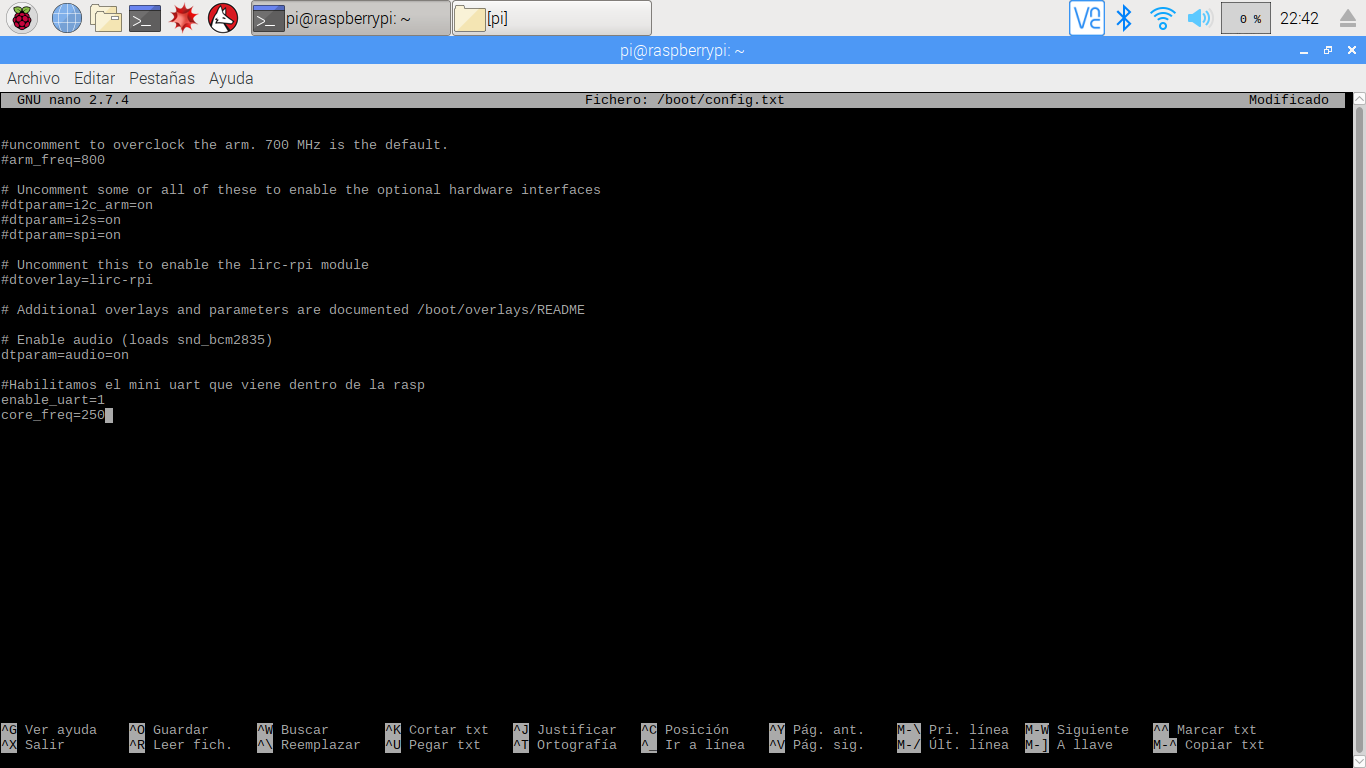 pi@raspberrypi: ~
[pi]
0 %
22:42
pi@raspberrypi: ~
Archivo Editar Pestañas Ayuda
GNU nano 2.7.4 Fichero: /boot/config.txt Modificado
#uncomment to overclock the arm. 700 MHz is the default.
#arm_freq=800
# Uncomment some or all of these to enable the optional hardware interfaces
#dtparam=i2c_arm=on
#dtparam=i2s=on
#dtparam=spi=on
# Uncomment this to enable the lirc-rpi module
#dtoverlay=lirc-rpi
# Additional overlays and parameters are documented /boot/overlays/README
# Enable audio (loads snd_bcm2835)
dtparam=audio=on
#Habilitamos el mini uart que viene dentro de la rasp
enable_uart=1
core_freq=250
^G Ver ayuda ^O Guardar ^W Buscar ^K Cortar txt ^J Justificar ^C Posición ^Y Pág. ant. M-\ Pri. línea M-W Siguiente ^^ Marcar txt
^X Salir ^R Leer fich. ^\ Reemplazar ^U Pegar txt ^T Ortografía ^_ Ir a línea ^V Pág. sig. M-/ Últ. línea M-] A llave M-^ Copiar txt